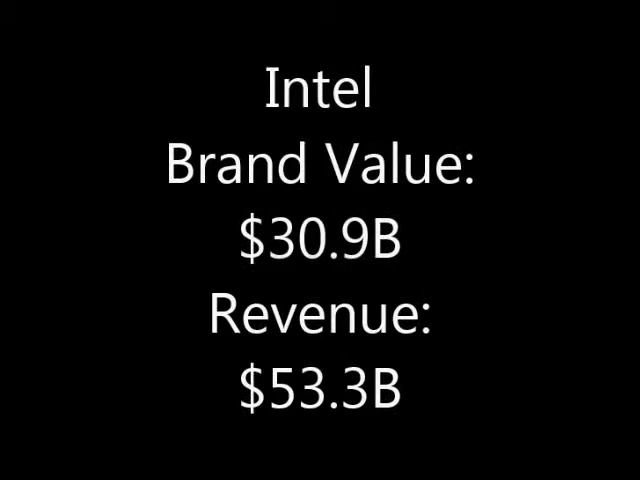 Intel
Brand Value:
$30.9B
Revenue:
$53.3B